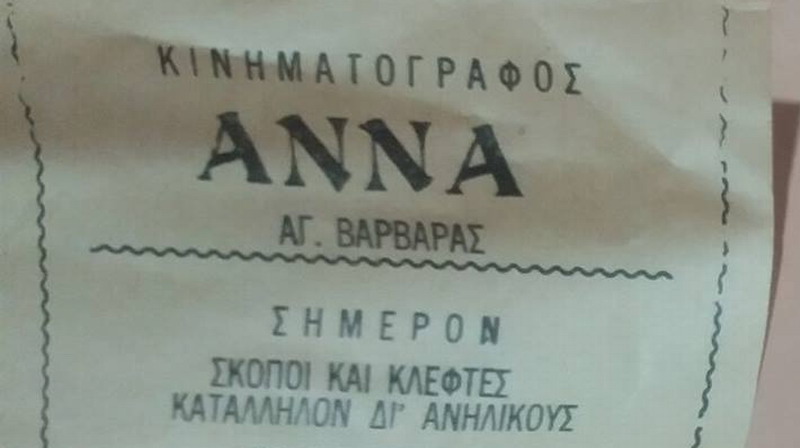 ΚΙΝΗΜΑΤΟΓΡΑΦΟΣ
ΑΝΝΑ
ΑΓ. ΒΑΡΒΑΡΑΣ
ΣΗΜΕΡΟΝ
ΣΚΟΠΟΙ ΚΑΙ ΚΛΕΦΤΕΣ
ΚΑΤΑΛΛΗΛΟΝ ΔΙ' ΑΝΗΛΙΚΟΥΣ